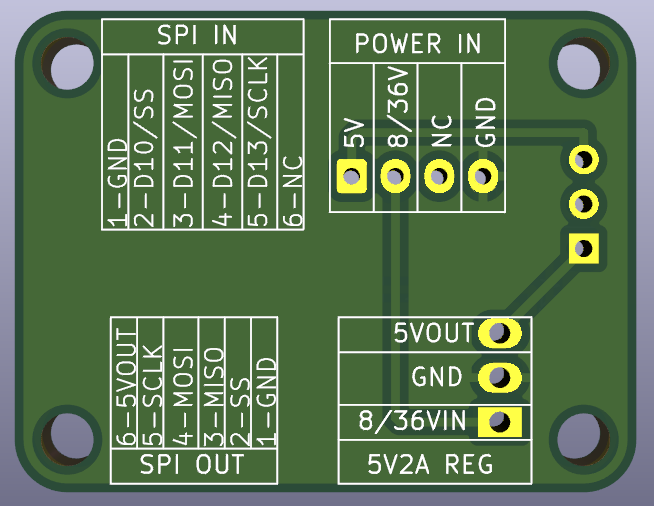 SPI IN
1-GND
2-D10/SS
3-D11/MOSI
4-D12/MISO
5-D13/SCLK
6-NC
POWER IN
5V
8/36V
NC
GND
6-5VOUT
5-SCLK
4-MOSI
3-MISO
2-SS
1-GND
SPI OUT
5VOUT
GND
8/36VIN
5V2A REG